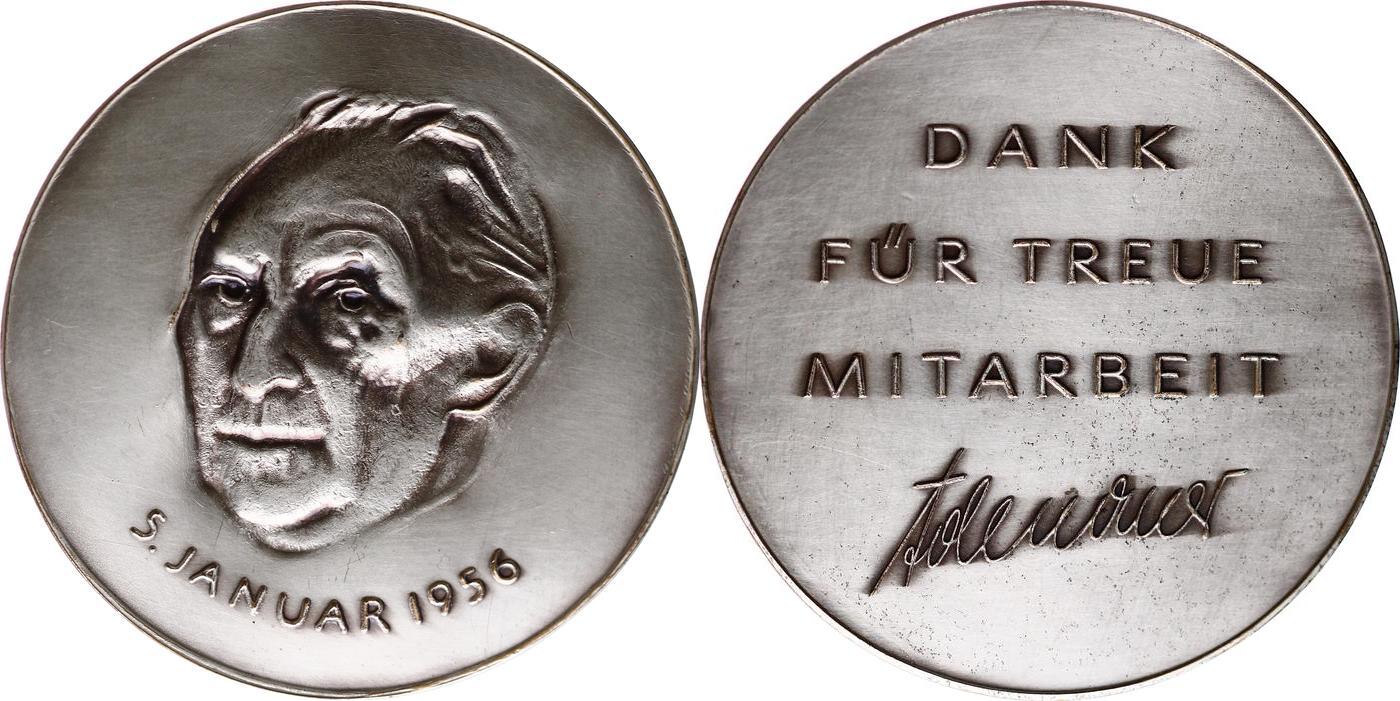 5. JANUAR 1956
DANK
FÜR TREUE
MITARBEIT
Adenauer